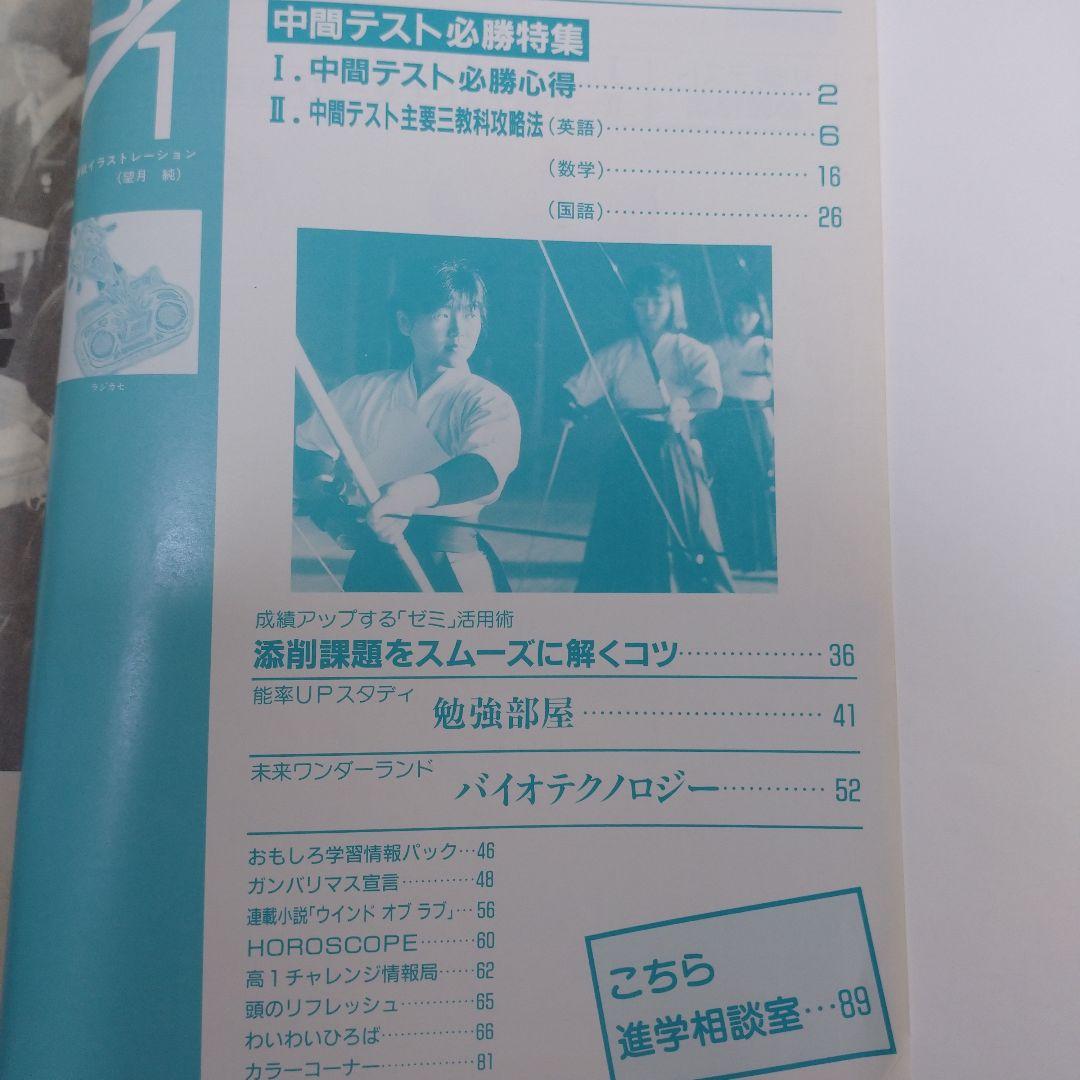 中間テスト必勝特集
Ⅰ.中間テスト必勝心得…………………………2
Ⅱ.中間テスト主要三教科攻略法(英語)…………………6
(数学)…………………16
(国語)…………………26
イラストレーション
(望月 純)
ラジカセ
成績アップする「ゼミ」活用術
添削課題をスムーズに解くコツ……………36
能率UPスタディ
勉強部屋……………………41
未来ワンダーランド
バイオテクノロジー…………52
おもしろ学習情報パック…46
ガンバリマス宣言…………48
連載小説「ウインド オブ ラブ」…56
HOROSCOPE………60
高1チャレンジ情報局……62
頭のリフレッシュ…………65
わいわいひろば……………66
カラーコーナー……………81
こちら
進学相談室…89